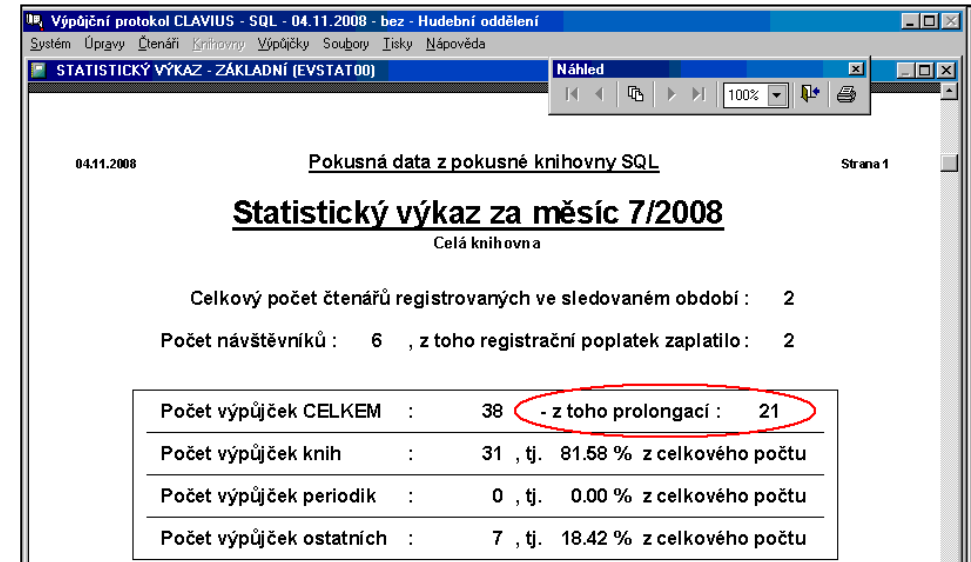 Výpůjční protokol CLAVIUS - SQL - 04.11.2008 - bez - Hudební oddělení
Systém Úpravy Čtenáři Knihovny Výpůjčky Soubory Tisky Nápověda
STATISTICKÝ VÝKAZ - ZÁKLADNÍ (EVSTAT00)
Náhled
100%
04.11.2008 Pokusná data z pokusné knihovny SQL Strana 1
Statistický výkaz za měsíc 7/2008
Celá knihovna
Celkový počet čtenářů registrovaných ve sledovaném období : 2
Počet návštěvníků : 6 , z toho registrační poplatek zaplatilo : 2
Počet výpůjček CELKEM : 38 - z toho prolongací : 21
Počet výpůjček knih : 31 , tj. 81.58 % z celkového počtu
Počet výpůjček periodik : 0 , tj. 0.00 % z celkového počtu
Počet výpůjček ostatních : 7 , tj. 18.42 % z celkového počtu